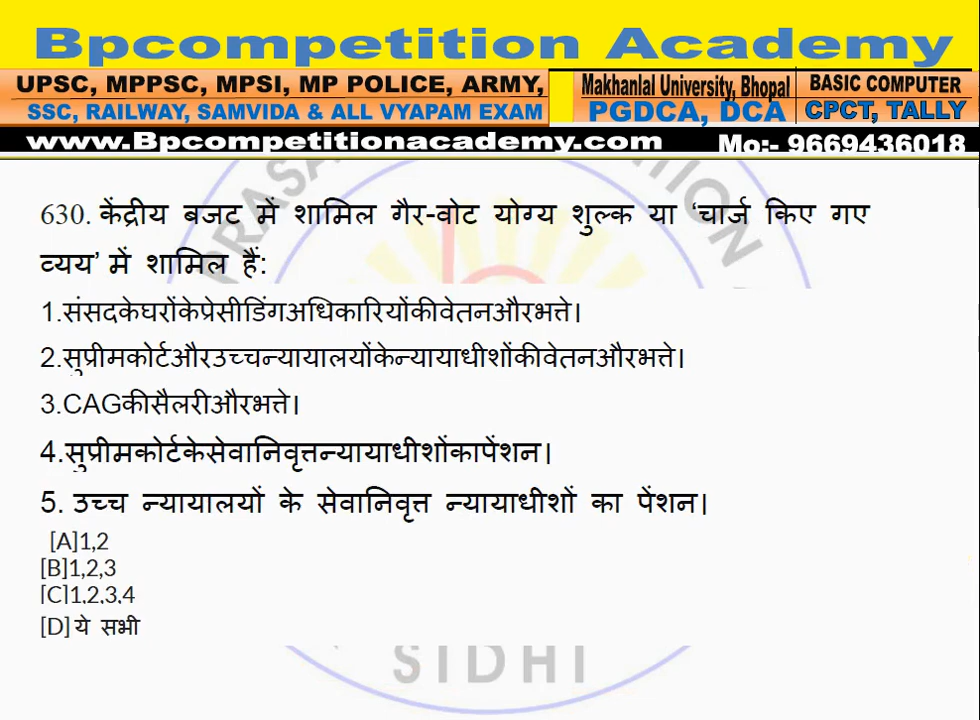 Bpcompetition Academy
UPSC, MPPSC, MPSI, MP POLICE, ARMY,
SSC, RAILWAY, SAMVIDA & ALL VYAPAM EXAM
Makhanlal University, Bhopal
PGDCA, DCA
BASIC COMPUTER
CPCT, TALLY
www.Bpcompetitionacademy.com
Mo:- 9669436018
630. केंद्रीय बजट में शामिल गैर-वोट योग्य शुल्क या ‘चार्ज किए गए
व्यय’ में शामिल हैं:
1.संसदकेघरोंकेप्रेसीडिंगअधिकारियोंकीवेतनऔरभत्ते।
2.सुप्रीमकोर्टऔरउच्चन्यायालयोंकेन्यायाधीशोंकीवेतनऔरभत्ते।
3.CAGकीसैलरीऔरभत्ते।
4.सुप्रीमकोर्टकेसेवानिवृत्तन्यायाधीशोंकापेंशन।
5. उच्च न्यायालयों के सेवानिवृत्त न्यायाधीशों का पेंशन।
[A]1,2
[B]1,2,3
[C]1,2,3,4
[D] ये सभी
SIDHI